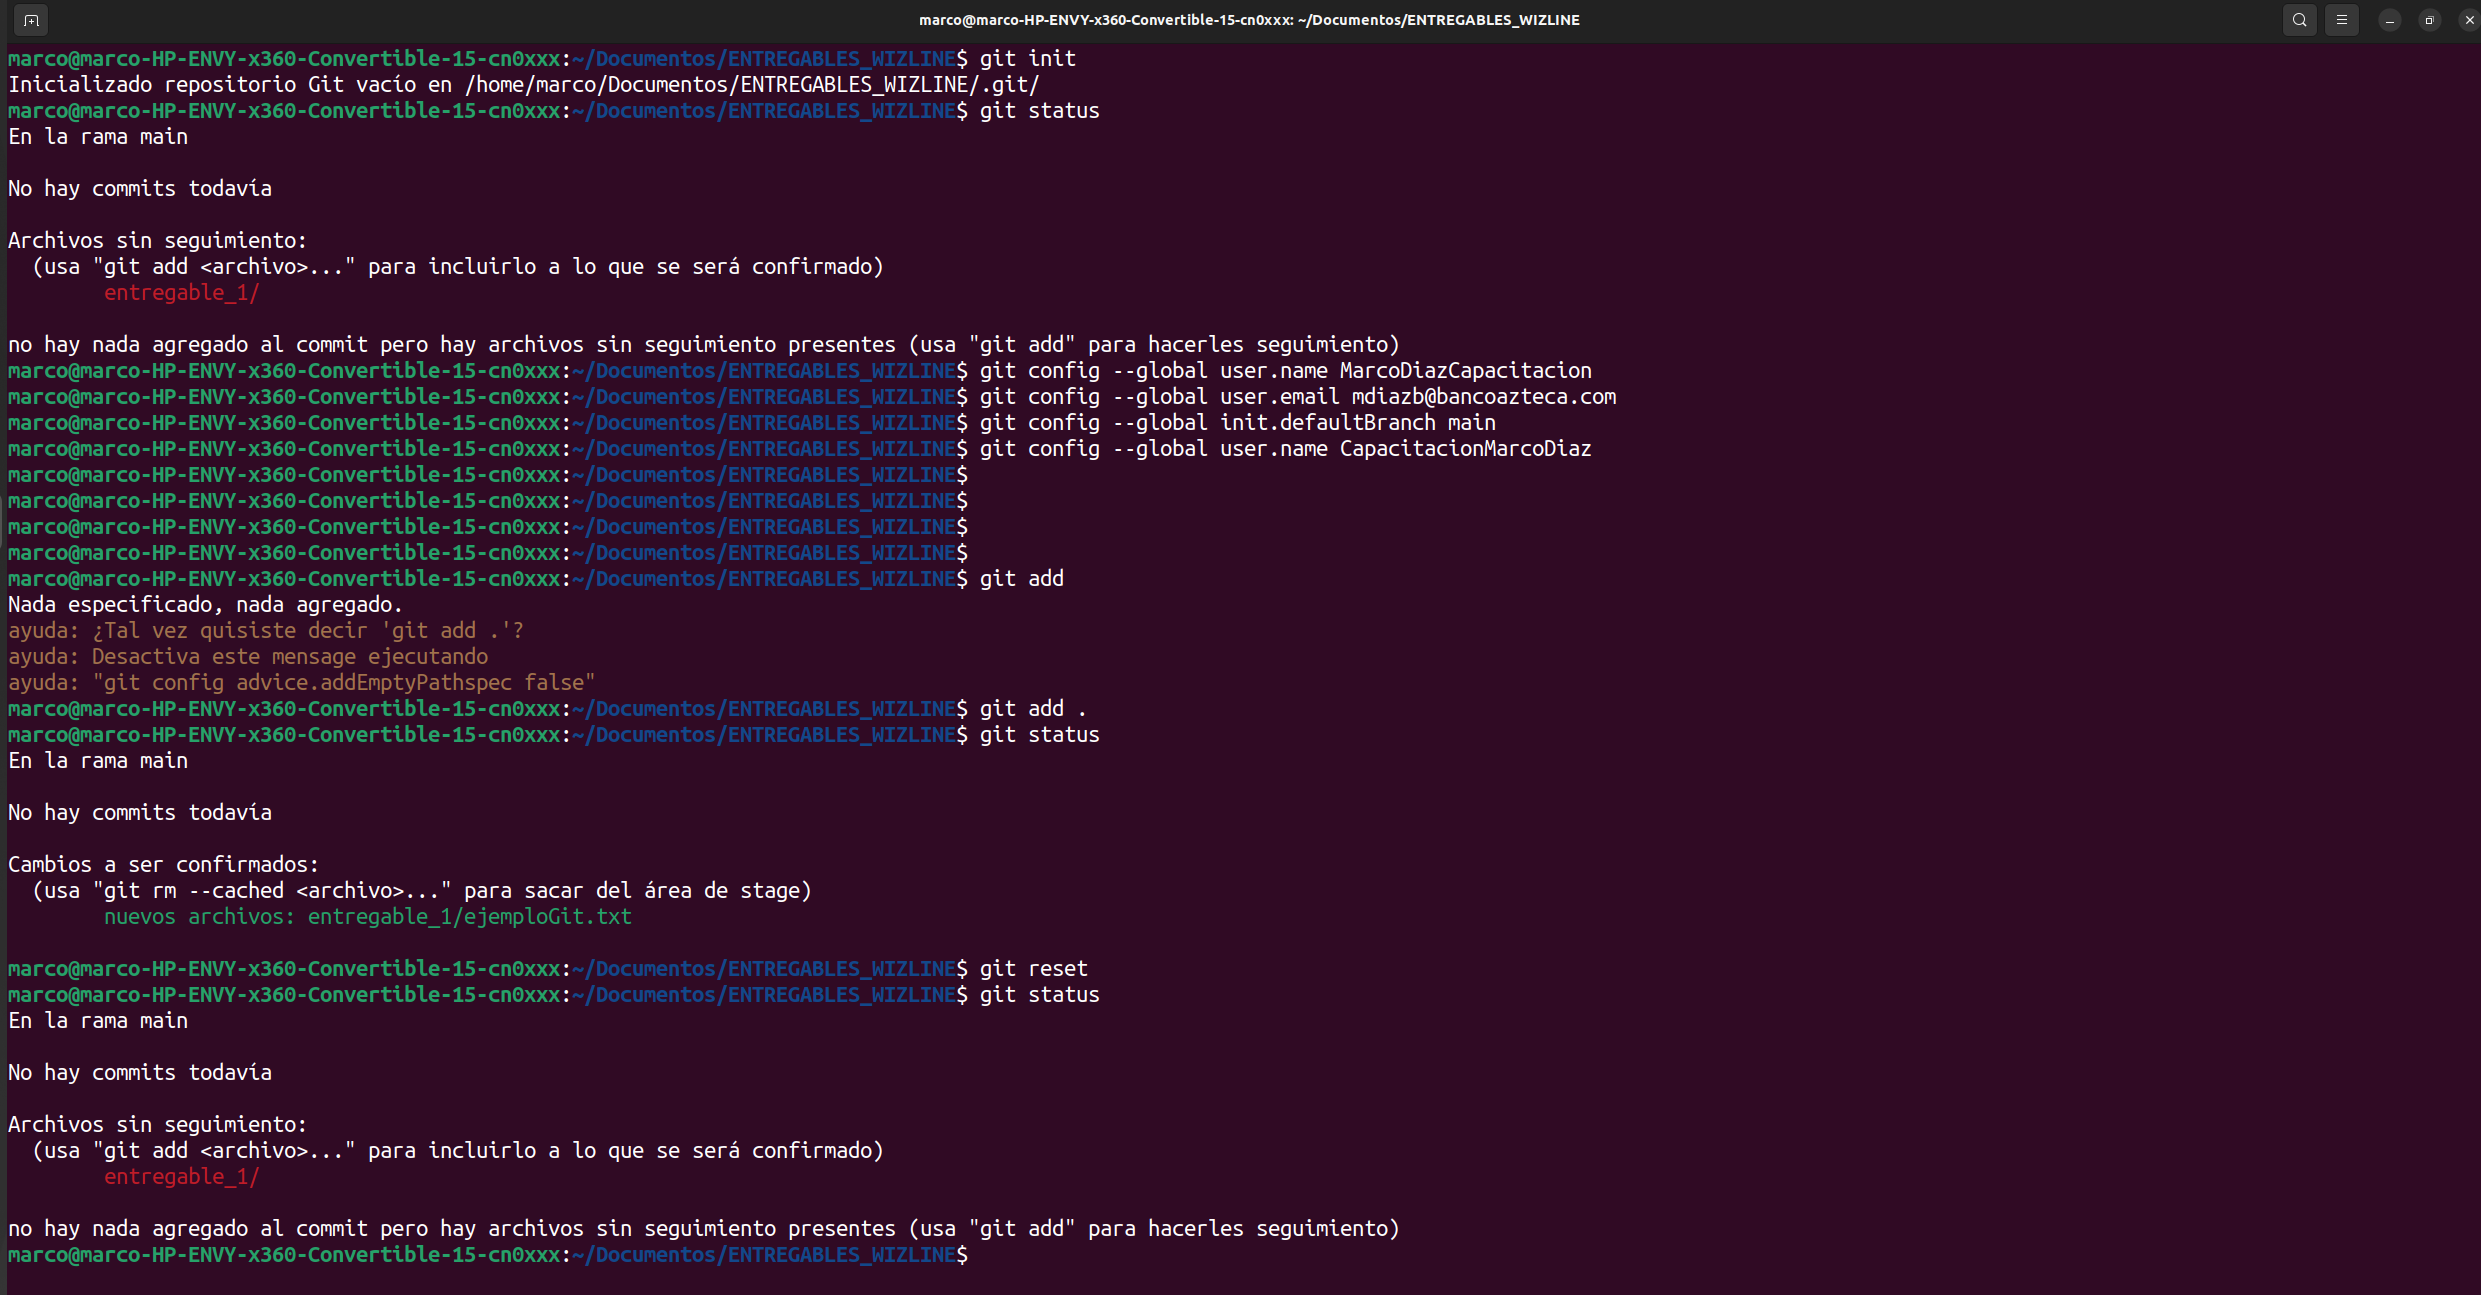 marco@marco-HP-ENVY-x360-Convertible-15-cn0xxx: ~/Documentos/ENTREGABLES_WIZLINE
marco@marco-HP-ENVY-x360-Convertible-15-cn0xxx:~/Documentos/ENTREGABLES_WIZLINE$ git init
Inicializado repositorio Git vacío en /home/marco/Documentos/ENTREGABLES_WIZLINE/.git/
marco@marco-HP-ENVY-x360-Convertible-15-cn0xxx:~/Documentos/ENTREGABLES_WIZLINE$ git status
En la rama main
No hay commits todavía
Archivos sin seguimiento:
  (usa "git add <archivo>..." para incluirlo a lo que se será confirmado)
        entregable_1/
no hay nada agregado al commit pero hay archivos sin seguimiento presentes (usa "git add" para hacerles seguimiento)
marco@marco-HP-ENVY-x360-Convertible-15-cn0xxx:~/Documentos/ENTREGABLES_WIZLINE$ git config --global user.name MarcoDiazCapacitacion
marco@marco-HP-ENVY-x360-Convertible-15-cn0xxx:~/Documentos/ENTREGABLES_WIZLINE$ git config --global user.email mdiazb@bancoazteca.com
marco@marco-HP-ENVY-x360-Convertible-15-cn0xxx:~/Documentos/ENTREGABLES_WIZLINE$ git config --global init.defaultBranch main
marco@marco-HP-ENVY-x360-Convertible-15-cn0xxx:~/Documentos/ENTREGABLES_WIZLINE$ git config --global user.name CapacitacionMarcoDiaz
marco@marco-HP-ENVY-x360-Convertible-15-cn0xxx:~/Documentos/ENTREGABLES_WIZLINE$
marco@marco-HP-ENVY-x360-Convertible-15-cn0xxx:~/Documentos/ENTREGABLES_WIZLINE$
marco@marco-HP-ENVY-x360-Convertible-15-cn0xxx:~/Documentos/ENTREGABLES_WIZLINE$
marco@marco-HP-ENVY-x360-Convertible-15-cn0xxx:~/Documentos/ENTREGABLES_WIZLINE$
marco@marco-HP-ENVY-x360-Convertible-15-cn0xxx:~/Documentos/ENTREGABLES_WIZLINE$ git add
Nada especificado, nada agregado.
ayuda: ¿Tal vez quisiste decir 'git add .'?
ayuda: Desactiva este mensage ejecutando
ayuda: "git config advice.addEmptyPathspec false"
marco@marco-HP-ENVY-x360-Convertible-15-cn0xxx:~/Documentos/ENTREGABLES_WIZLINE$ git add .
marco@marco-HP-ENVY-x360-Convertible-15-cn0xxx:~/Documentos/ENTREGABLES_WIZLINE$ git status
En la rama main
No hay commits todavía
Cambios a ser confirmados:
  (usa "git rm --cached <archivo>..." para sacar del área de stage)
        nuevos archivos: entregable_1/ejemploGit.txt
marco@marco-HP-ENVY-x360-Convertible-15-cn0xxx:~/Documentos/ENTREGABLES_WIZLINE$ git reset
marco@marco-HP-ENVY-x360-Convertible-15-cn0xxx:~/Documentos/ENTREGABLES_WIZLINE$ git status
En la rama main
No hay commits todavía
Archivos sin seguimiento:
  (usa "git add <archivo>..." para incluirlo a lo que se será confirmado)
        entregable_1/
no hay nada agregado al commit pero hay archivos sin seguimiento presentes (usa "git add" para hacerles seguimiento)
marco@marco-HP-ENVY-x360-Convertible-15-cn0xxx:~/Documentos/ENTREGABLES_WIZLINE$